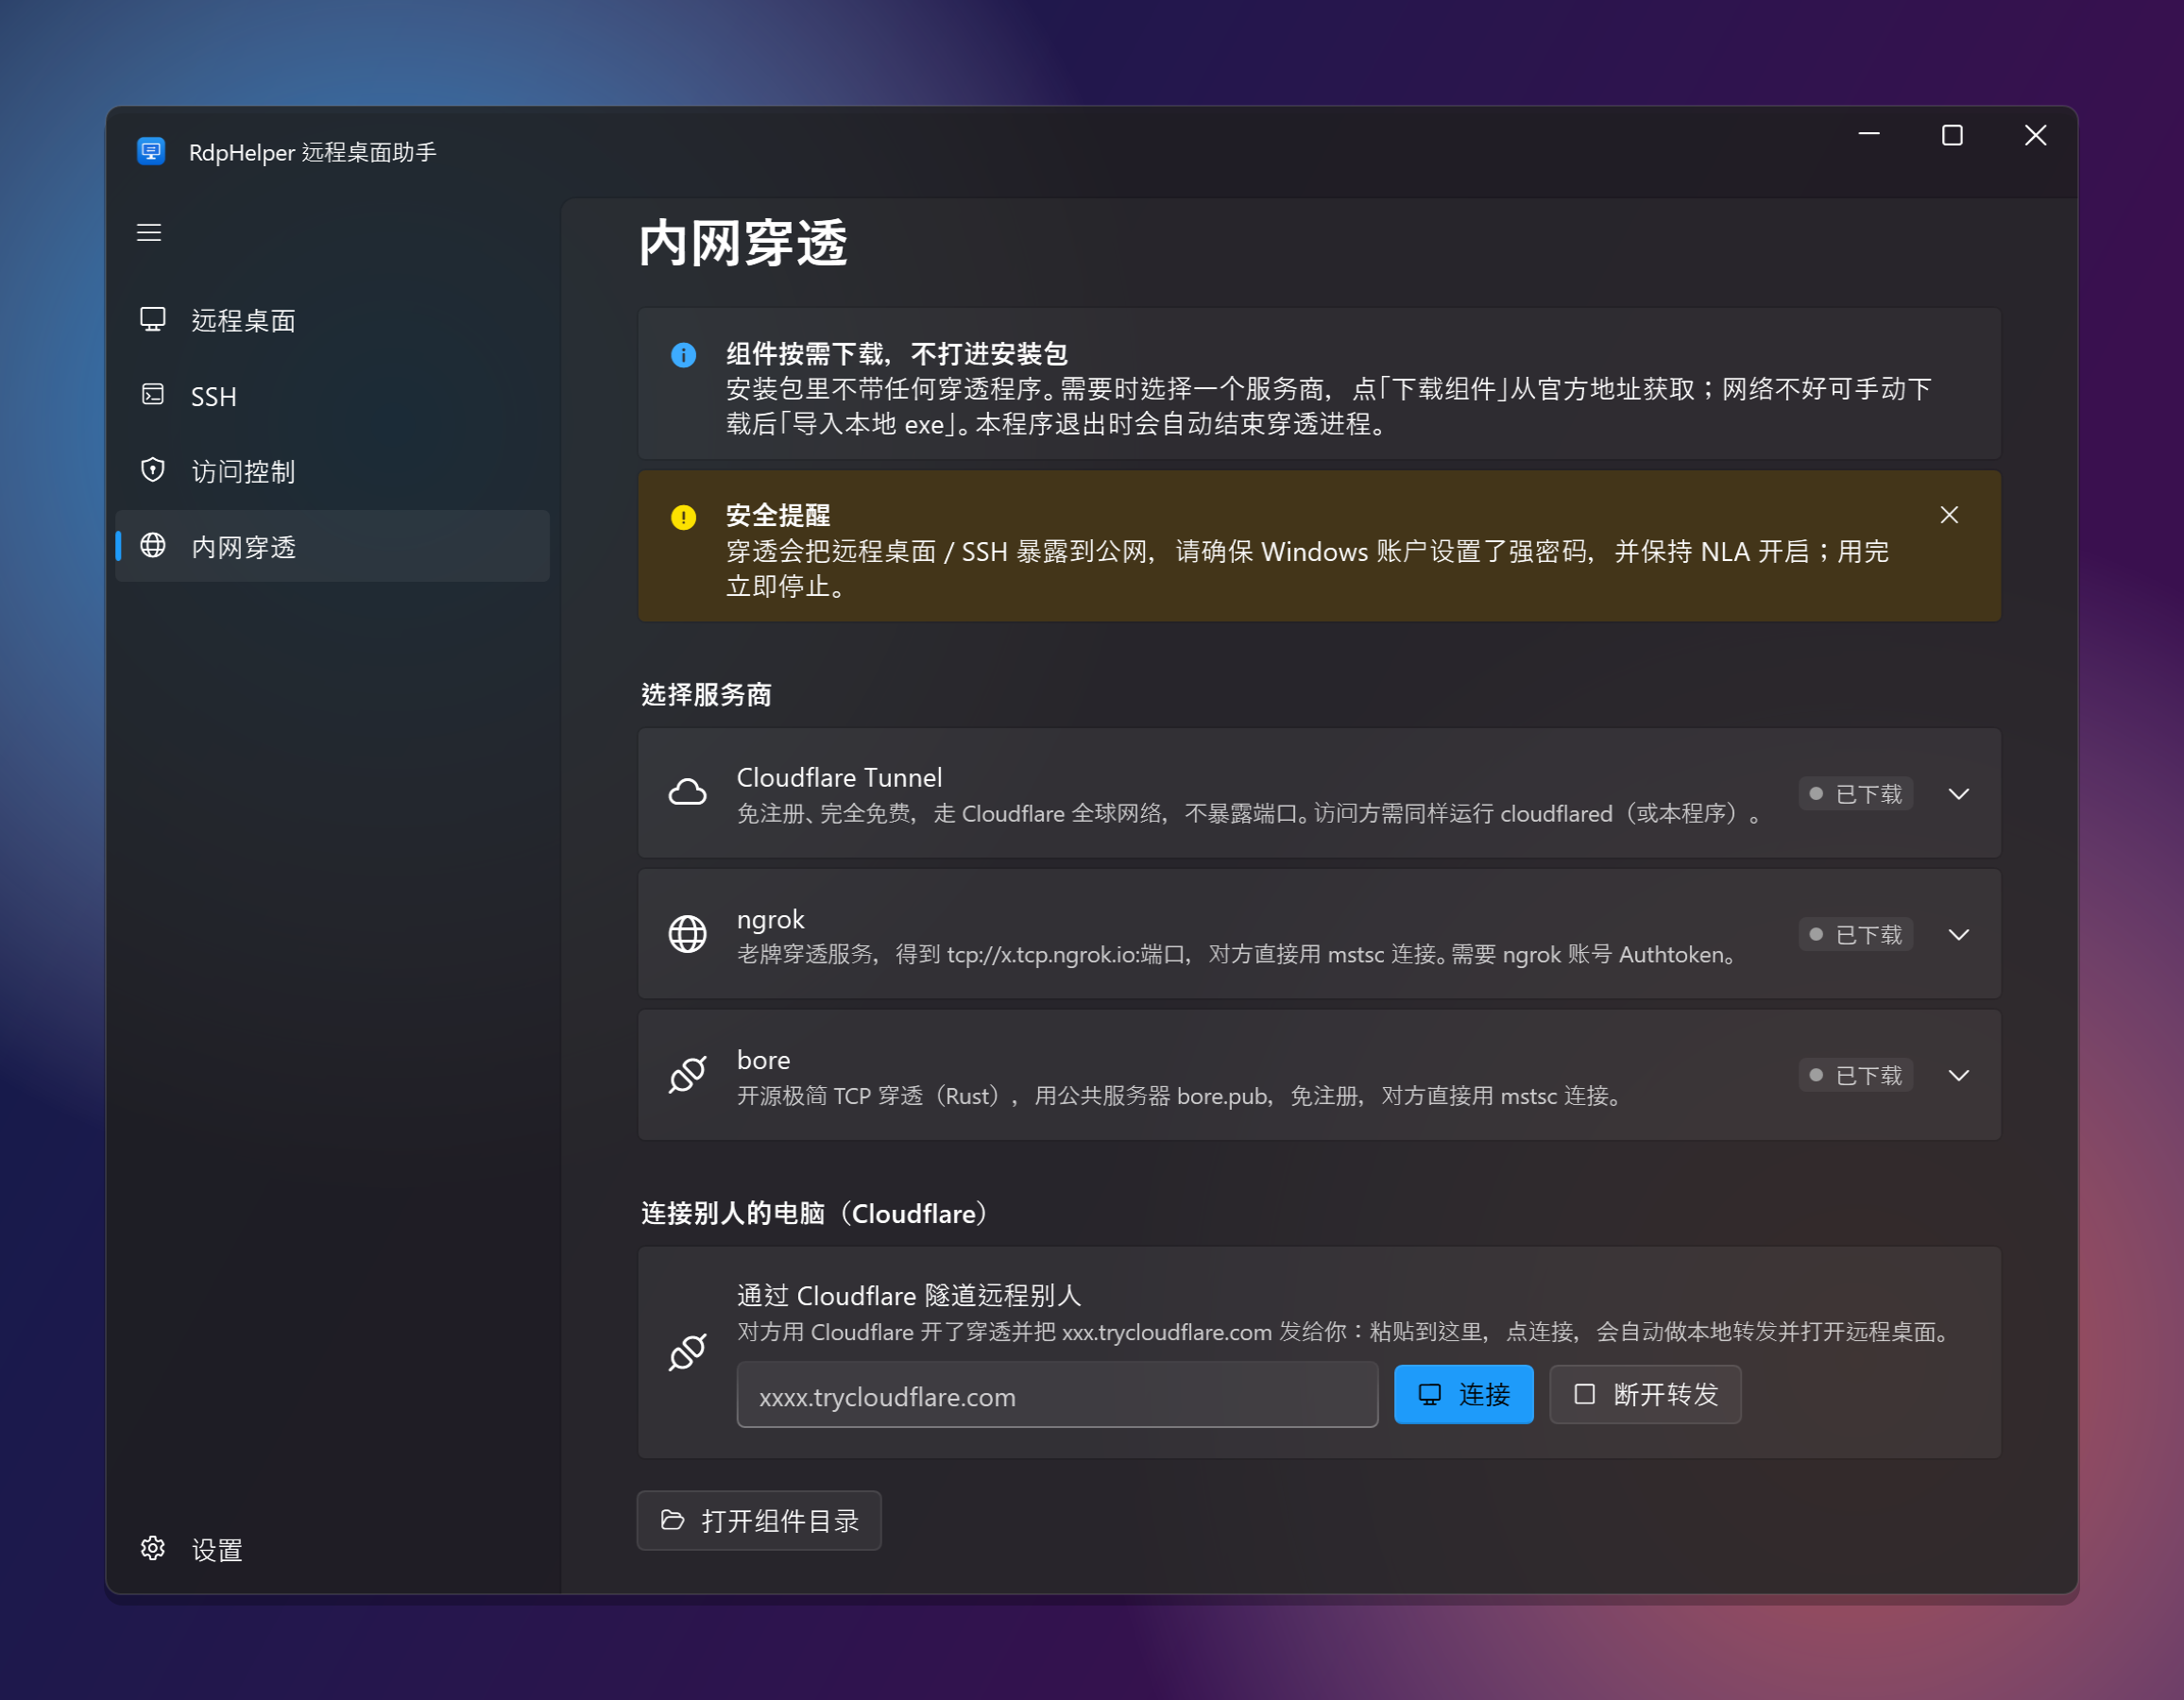 RdpHelper 远程桌面助手
远程桌面
SSH
访问控制
内网穿透
设置
内网穿透
组件按需下载，不打进安装包
安装包里不带任何穿透程序。需要时选择一个服务商，点「下载组件」从官方地址获取；网络不好可手动下
载后「导入本地 exe」。本程序退出时会自动结束穿透进程。
安全提醒
穿透会把远程桌面 / SSH 暴露到公网，请确保 Windows 账户设置了强密码，并保持 NLA 开启；用完
立即停止。
选择服务商
Cloudflare Tunnel
免注册、完全免费，走 Cloudflare 全球网络，不暴露端口。访问方需同样运行 cloudflared（或本程序）。
已下载
ngrok
老牌穿透服务，得到 tcp://x.tcp.ngrok.io:端口，对方直接用 mstsc 连接。需要 ngrok 账号 Authtoken。
已下载
bore
开源极简 TCP 穿透（Rust），用公共服务器 bore.pub，免注册，对方直接用 mstsc 连接。
已下载
连接别人的电脑（Cloudflare）
通过 Cloudflare 隧道远程别人
对方用 Cloudflare 开了穿透并把 xxx.trycloudflare.com 发给你：粘贴到这里，点连接，会自动做本地转发并打开远程桌面。
xxxx.trycloudflare.com
连接
断开转发
打开组件目录